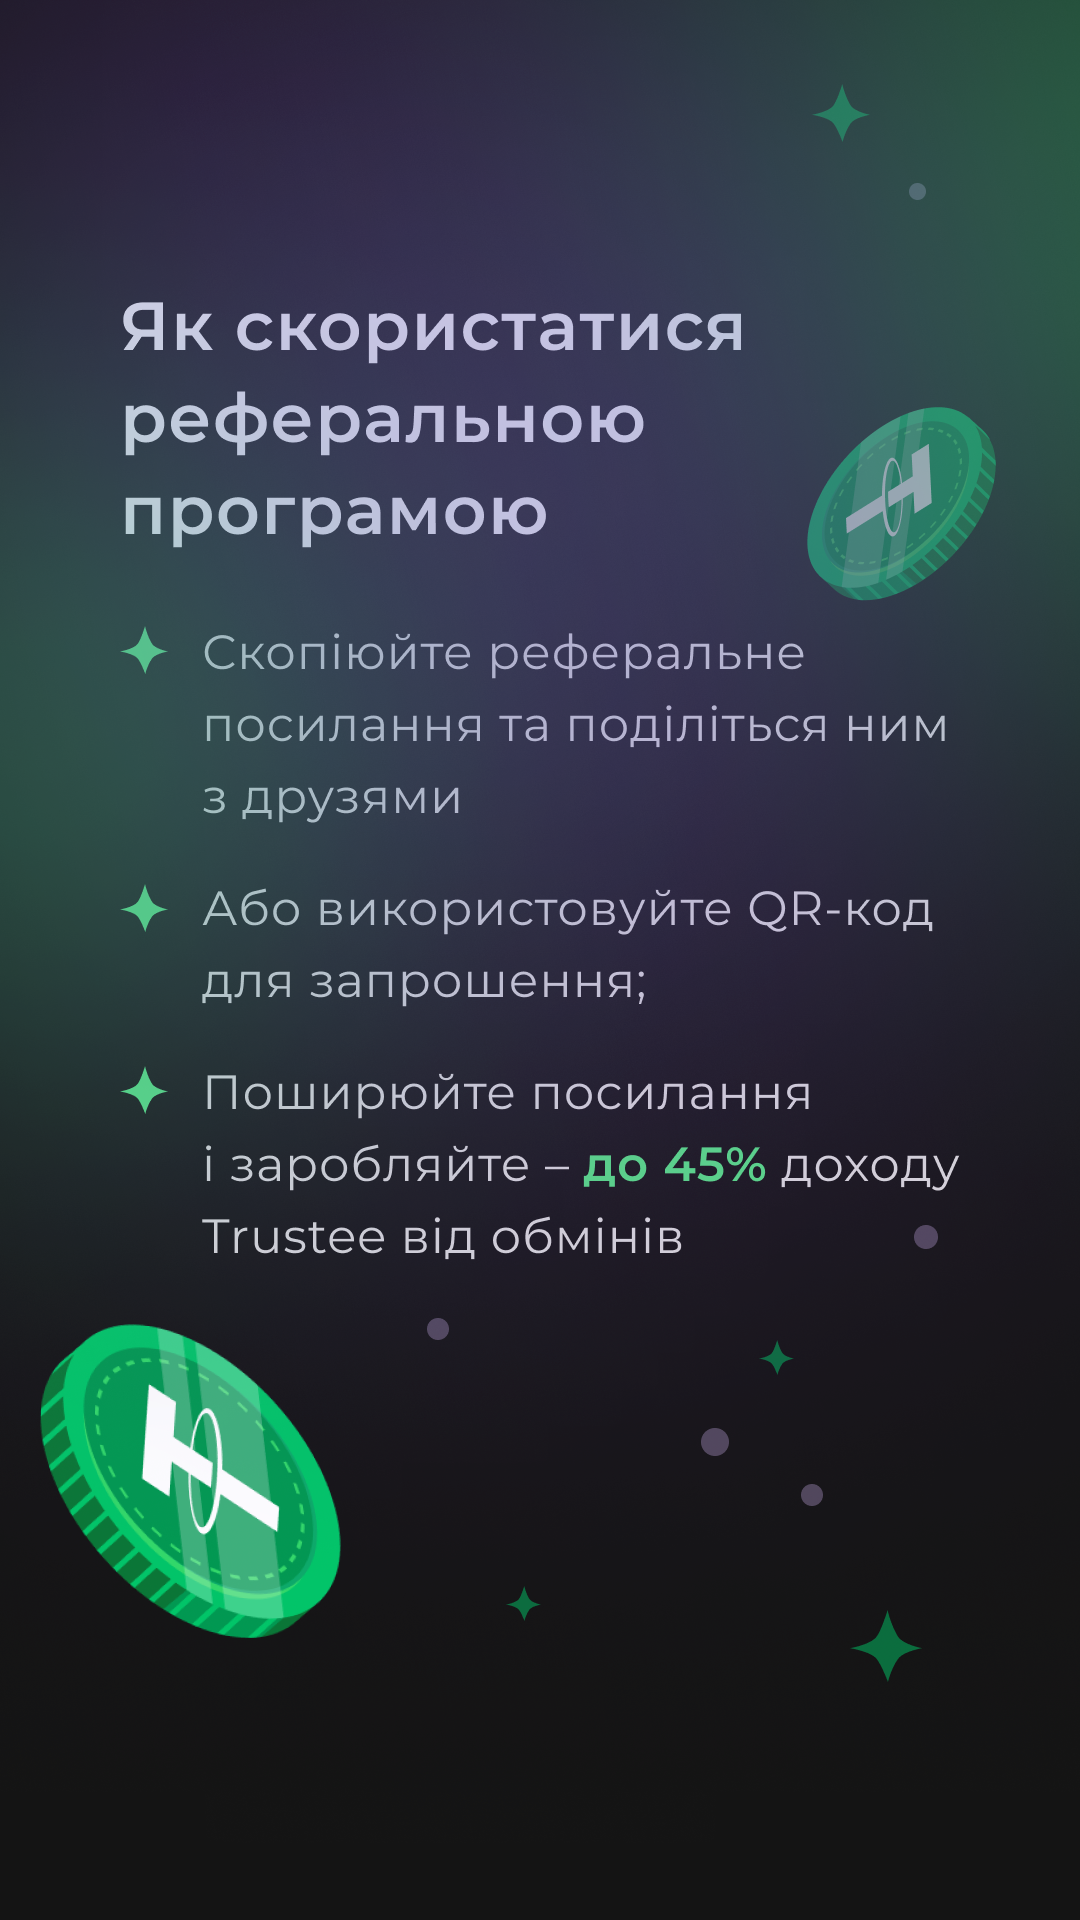 Як скористатися
реферальною
програмою
Скопіюйте реферальне
посилання та поділіться ним
з друзями
Або використовуйте QR-код
для запрошення;
Поширюйте посилання
і заробляйте – до 45% доходу
Trustee від обмінів